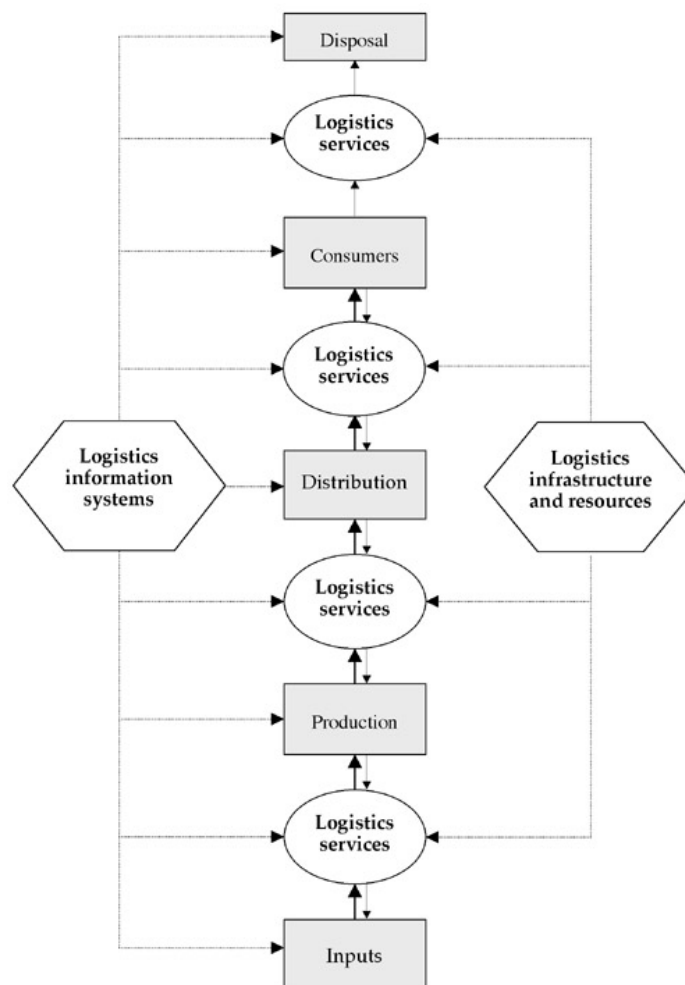 Disposal
Logistics
services
Consumers
Logistics
services
Logistics
information
systems
Distribution
Logistics
infrastructure
and resources
Logistics
services
Production
Logistics
services
Inputs